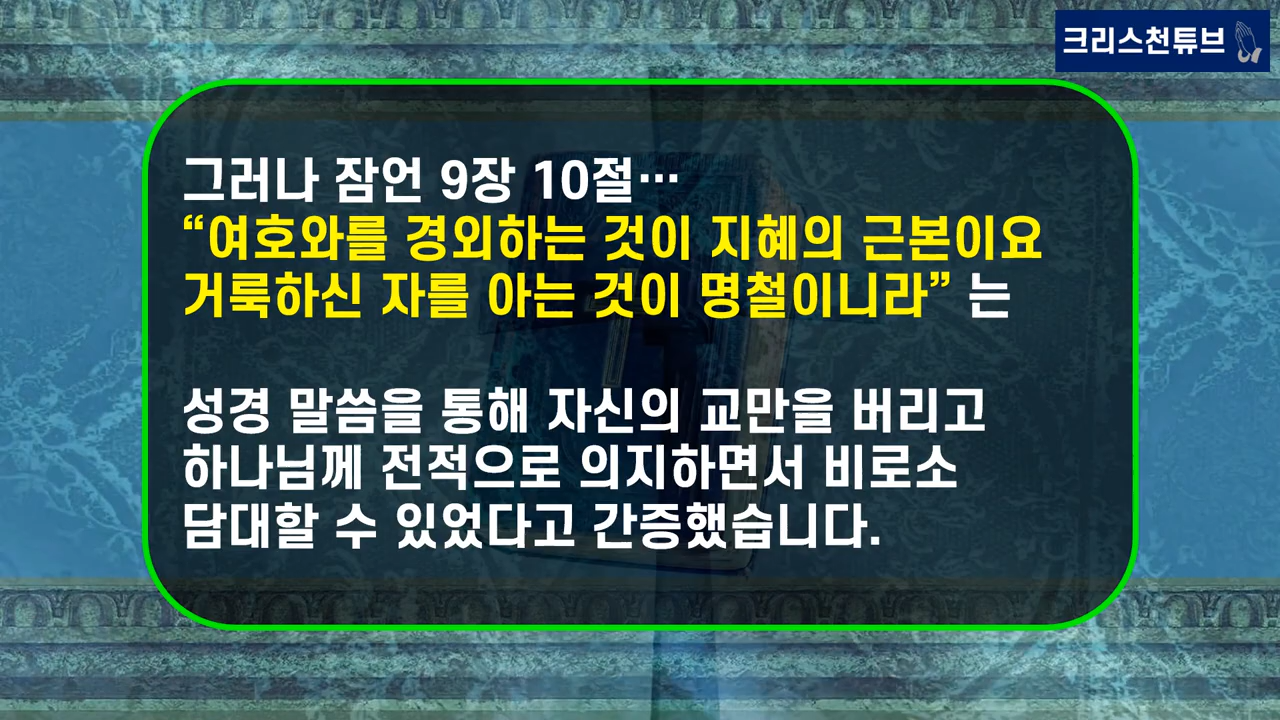 크리스천튜브
그러나 잠언 9장 10절…
“여호와를 경외하는 것이 지혜의 근본이요
거룩하신 자를 아는 것이 명철이니라” 는
성경 말씀을 통해 자신의 교만을 버리고
하나님께 전적으로 의지하면서 비로소
담대할 수 있었다고 간증했습니다.